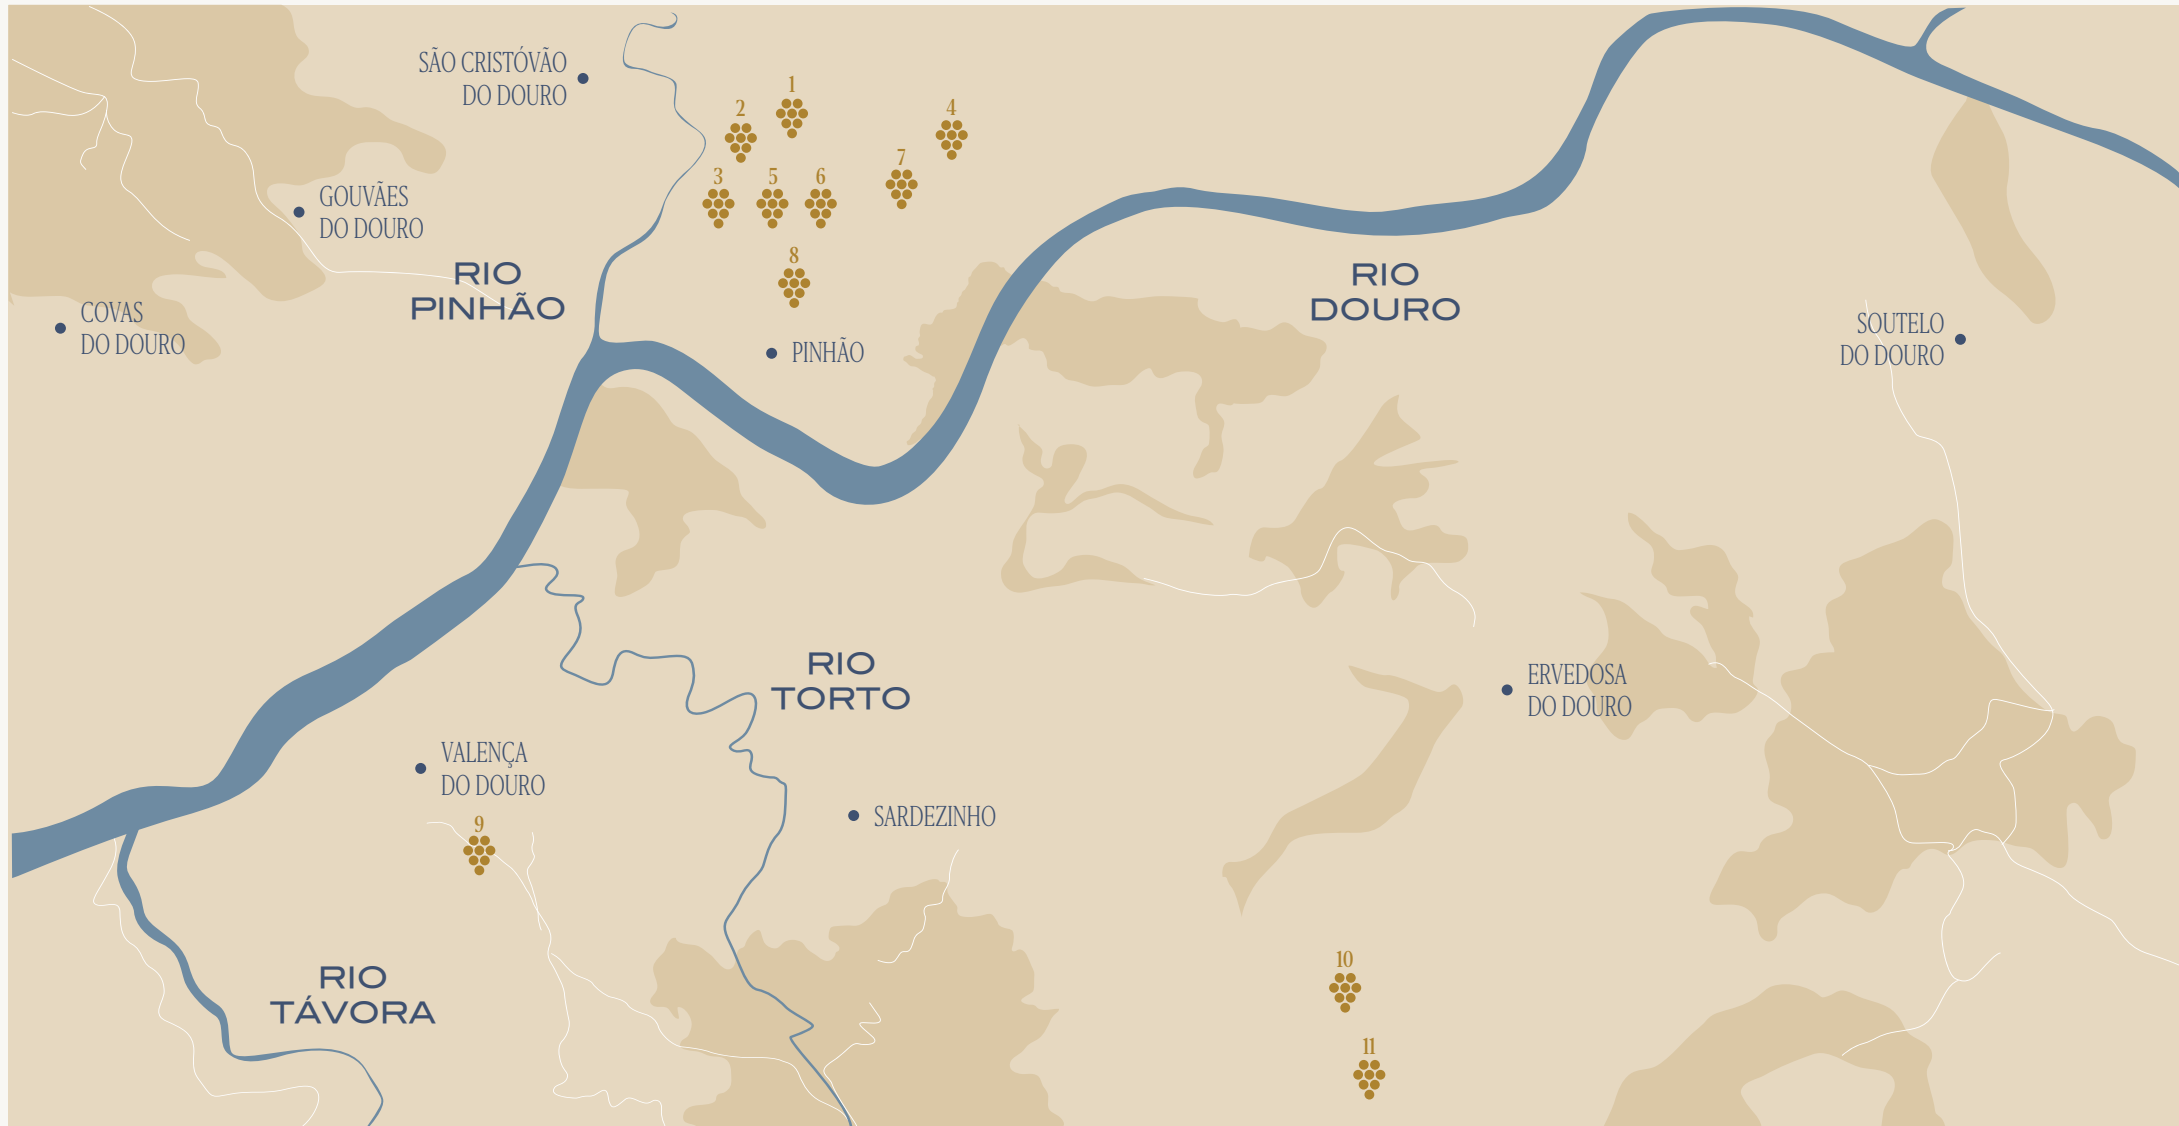 SÃO CRISTÓVÃO
DO DOURO
1
2
4
7
3
5
6
GOUVÃES
DO DOURO
8
RIO
PINHÃO
RIO
DOURO
COVAS
DO DOURO
PINHÃO
SOUTELO
DO DOURO
RIO
TORTO
ERVEDOSA
DO DOURO
VALENÇA
DO DOURO
9
SARDEZINHO
RIO
TÁVORA
10
11